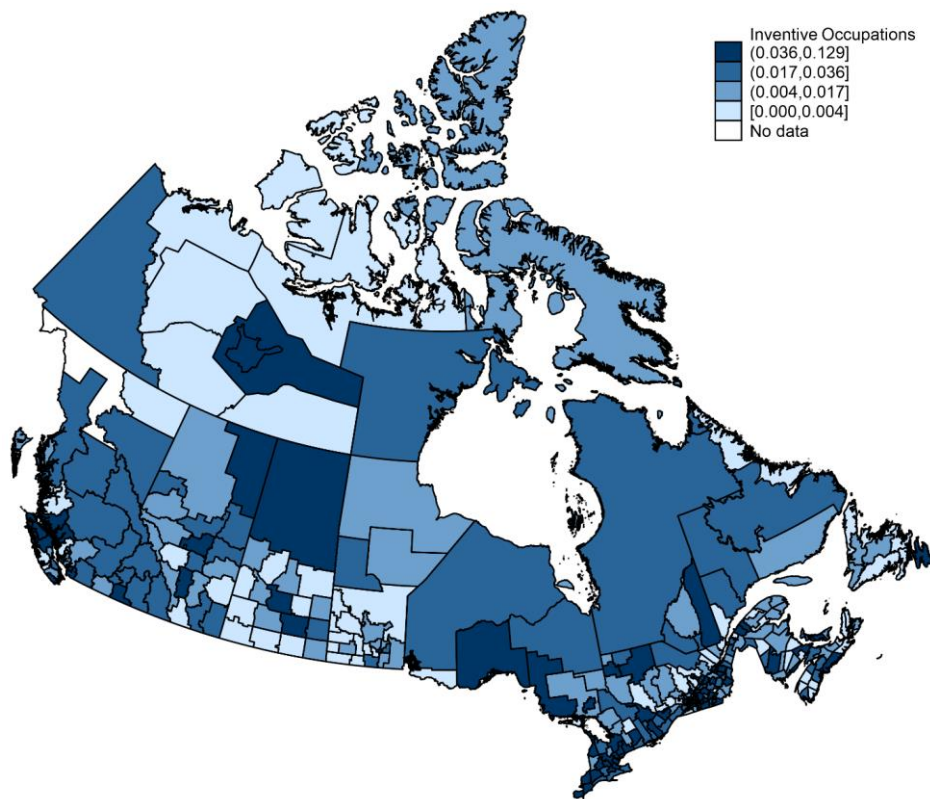 Inventive Occupations
(0.036,0.129]
(0.017,0.036]
(0.004,0.017]
[0.000,0.004]
No data